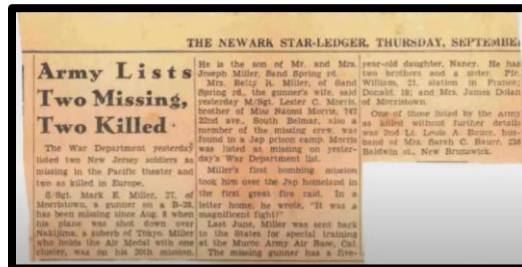 THE NEWARK STAR-LEDGER, THURSDAY, SEPTEMBE
Army Lists
Two Missing,
Two Killed
The War Department yesterday
listed two New Jersey soldiers as
missing in the Pacific theater and
two as killed in Europe.
S/Sgt. Mark E. Miller, 27, of
Morristown, a gunner on a B-29,
has been missing since Aug. 8 when
his plane was shot down over
Nakijima, a suberb of Tokyo. Miller
who holds the Air Medal with one
cluster, was on his 20th mission.
He is the son of Mr. and Mrs.
Joseph Miller, Sand Spring rd.
Mrs. Betty R. Miller, of Sand
Spring rd., the gunner's wife, said
yesterday M/Sgt. Lester C. Morris,
brother of Miss Naomi Morris, 747
22nd ave., South Belmar, also a
member of the missing crew, was
found in a Jap prison camp. Morris
was listed as missing on yester-
day's War Department list.
Miller's first bombing mission
took him over the Jap homeland in
the first great fire raid. In a
letter home, he wrote, "It was a
magnificent fight!"
Last June, Miller was sent back
to the States for special training
at the Muroc Army Air Base, Cal.
The missing gunner has a five-
year-old daughter, Nancy. He has
two brothers and a sister, Pfc.
William, 21, station in France;
Donald, 18; and Mrs. James Dolan
of Morristown.
One of those listed by the Army
as killed without further details
was 2nd Lt. Louis A. Bauer, hus-
band of Mrs. Sarah C. Bauer, 238
Baldwin st., New Brunswick.